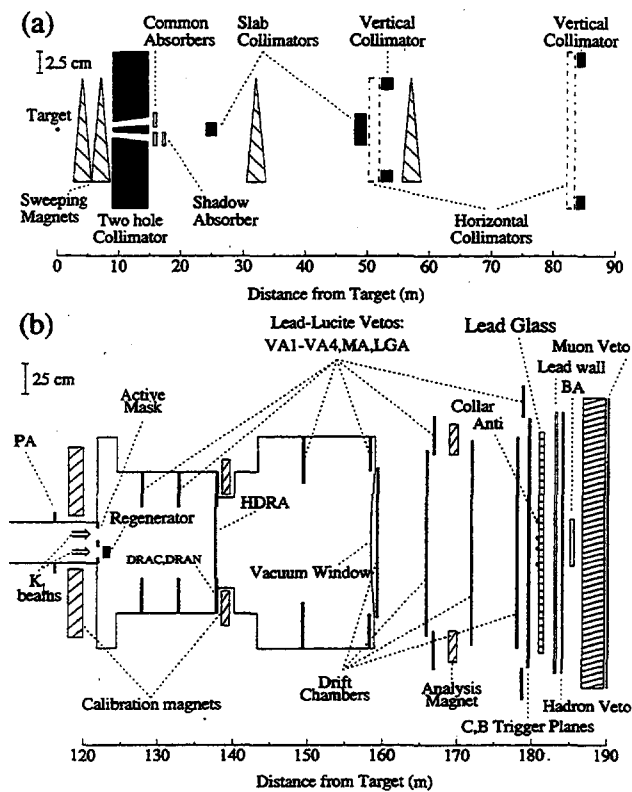 (a)
Common
Absorbers
Slab
Collimators
Vertical
Collimator
Vertical
Collimator
2.5 cm
Target
Sweeping
Magnets
Two hole
Collimator
Shadow
Absorber
Horizontal
Collimators
0 10 20 30 40 50 60 70 80 90
Distance from Target (m)
(b)
Lead-Lucite Vetos:
VA1-VA4,MA,LGA
Lead Glass
Muon Veto
Lead wall
BA
25 cm
Active
Mask
Collar
Anti
PA
Regenerator
HDRA
DRAC,DRAN
Vacuum Window
K
beams
Drift
Chambers
Analysis
Magnet
Calibration magnets
Hadron Veto
C,B Trigger Planes
120 130 140 150 160 170 180 190
Distance from Target (m)